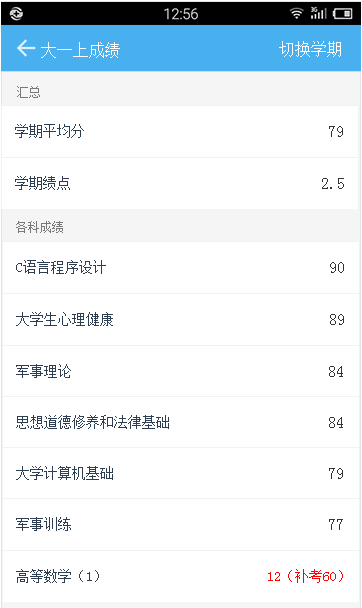 12:56
3G
大一上成绩 切换学期
汇总
学期平均分 79
学期绩点 2.5
各科成绩
C语言程序设计 90
大学生心理健康 89
军事理论 84
思想道德修养和法律基础 84
大学计算机基础 79
军事训练 77
高等数学（1） 12（补考60）